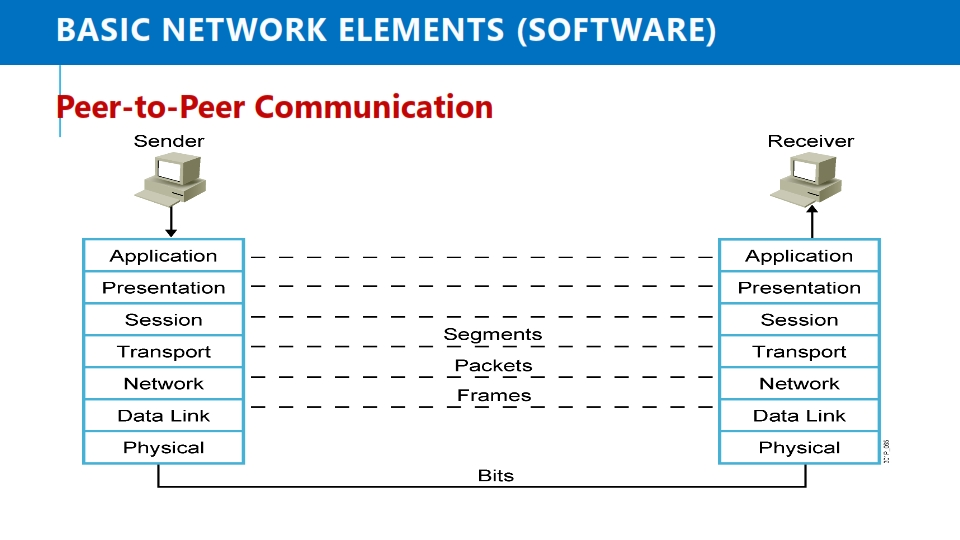 BASIC NETWORK ELEMENTS (SOFTWARE)
Peer-to-Peer Communication
Sender
Receiver
Application
Application
Presentation
Presentation
Session
Session
Segments
Transport
Transport
Packets
Network
Network
Frames
Data Link
Data Link
Physical
Physical
Bits